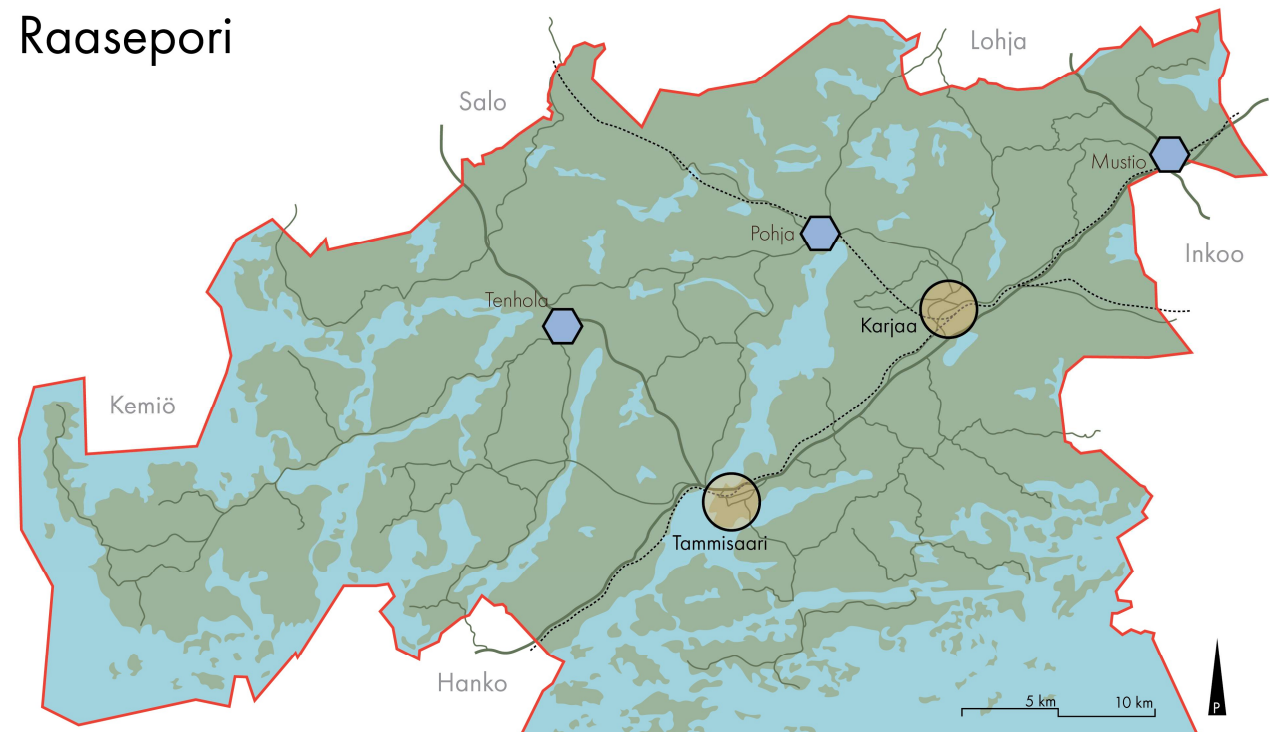 Raasepori
Lohja
Salo
Mustio
Pohja
Inkoo
Tenhola
Karjaa
Kemiö
Tammisaari
Hanko
5 km
10 km
P